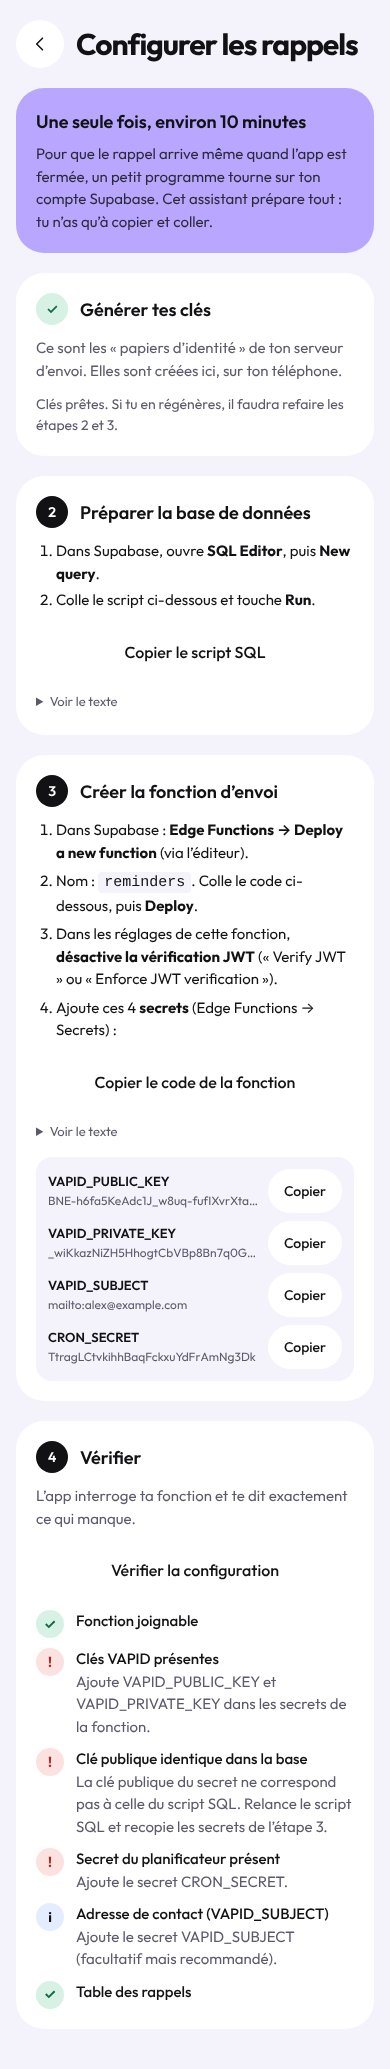 Configurer les rappels
Une seule fois, environ 10 minutes
Pour que le rappel arrive même quand l’app est
fermée, un petit programme tourne sur ton
compte Supabase. Cet assistant prépare tout :
tu n’as qu’à copier et coller.
Générer tes clés
Ce sont les « papiers d’identité » de ton serveur
d’envoi. Elles sont créées ici, sur ton téléphone.
Clés prêtes. Si tu en régénères, il faudra refaire les
étapes 2 et 3.
2 Préparer la base de données
1. Dans Supabase, ouvre SQL Editor, puis New
query.
2. Colle le script ci-dessous et touche Run.
Copier le script SQL
Voir le texte
3 Créer la fonction d’envoi
1. Dans Supabase : Edge Functions → Deploy
a new function (via l’éditeur).
2. Nom : reminders. Colle le code ci-
dessous, puis Deploy.
3. Dans les réglages de cette fonction,
désactive la vérification JWT (« Verify JWT
» ou « Enforce JWT verification »).
4. Ajoute ces 4 secrets (Edge Functions →
Secrets) :
Copier le code de la fonction
Voir le texte
VAPID_PUBLIC_KEY
BNE-h6fa5KeAdc1J_w8uq-fufIXvrXta...
Copier
VAPID_PRIVATE_KEY
_wiKkazNiZH5HhogtCbVBp8Bn7q0G...
Copier
VAPID_SUBJECT
mailto:alex@example.com
Copier
CRON_SECRET
TtragLCtvkihhBaqFckxuYdFrAmNg3Dk
Copier
4 Vérifier
L’app interroge ta fonction et te dit exactement
ce qui manque.
Vérifier la configuration
Fonction joignable
! Clés VAPID présentes
Ajoute VAPID_PUBLIC_KEY et
VAPID_PRIVATE_KEY dans les secrets de
la fonction.
! Clé publique identique dans la base
La clé publique du secret ne correspond
pas à celle du script SQL. Relance le script
SQL et recopie les secrets de l’étape 3.
! Secret du planificateur présent
Ajoute le secret CRON_SECRET.
i Adresse de contact (VAPID_SUBJECT)
Ajoute le secret VAPID_SUBJECT
(facultatif mais recommandé).
Table des rappels